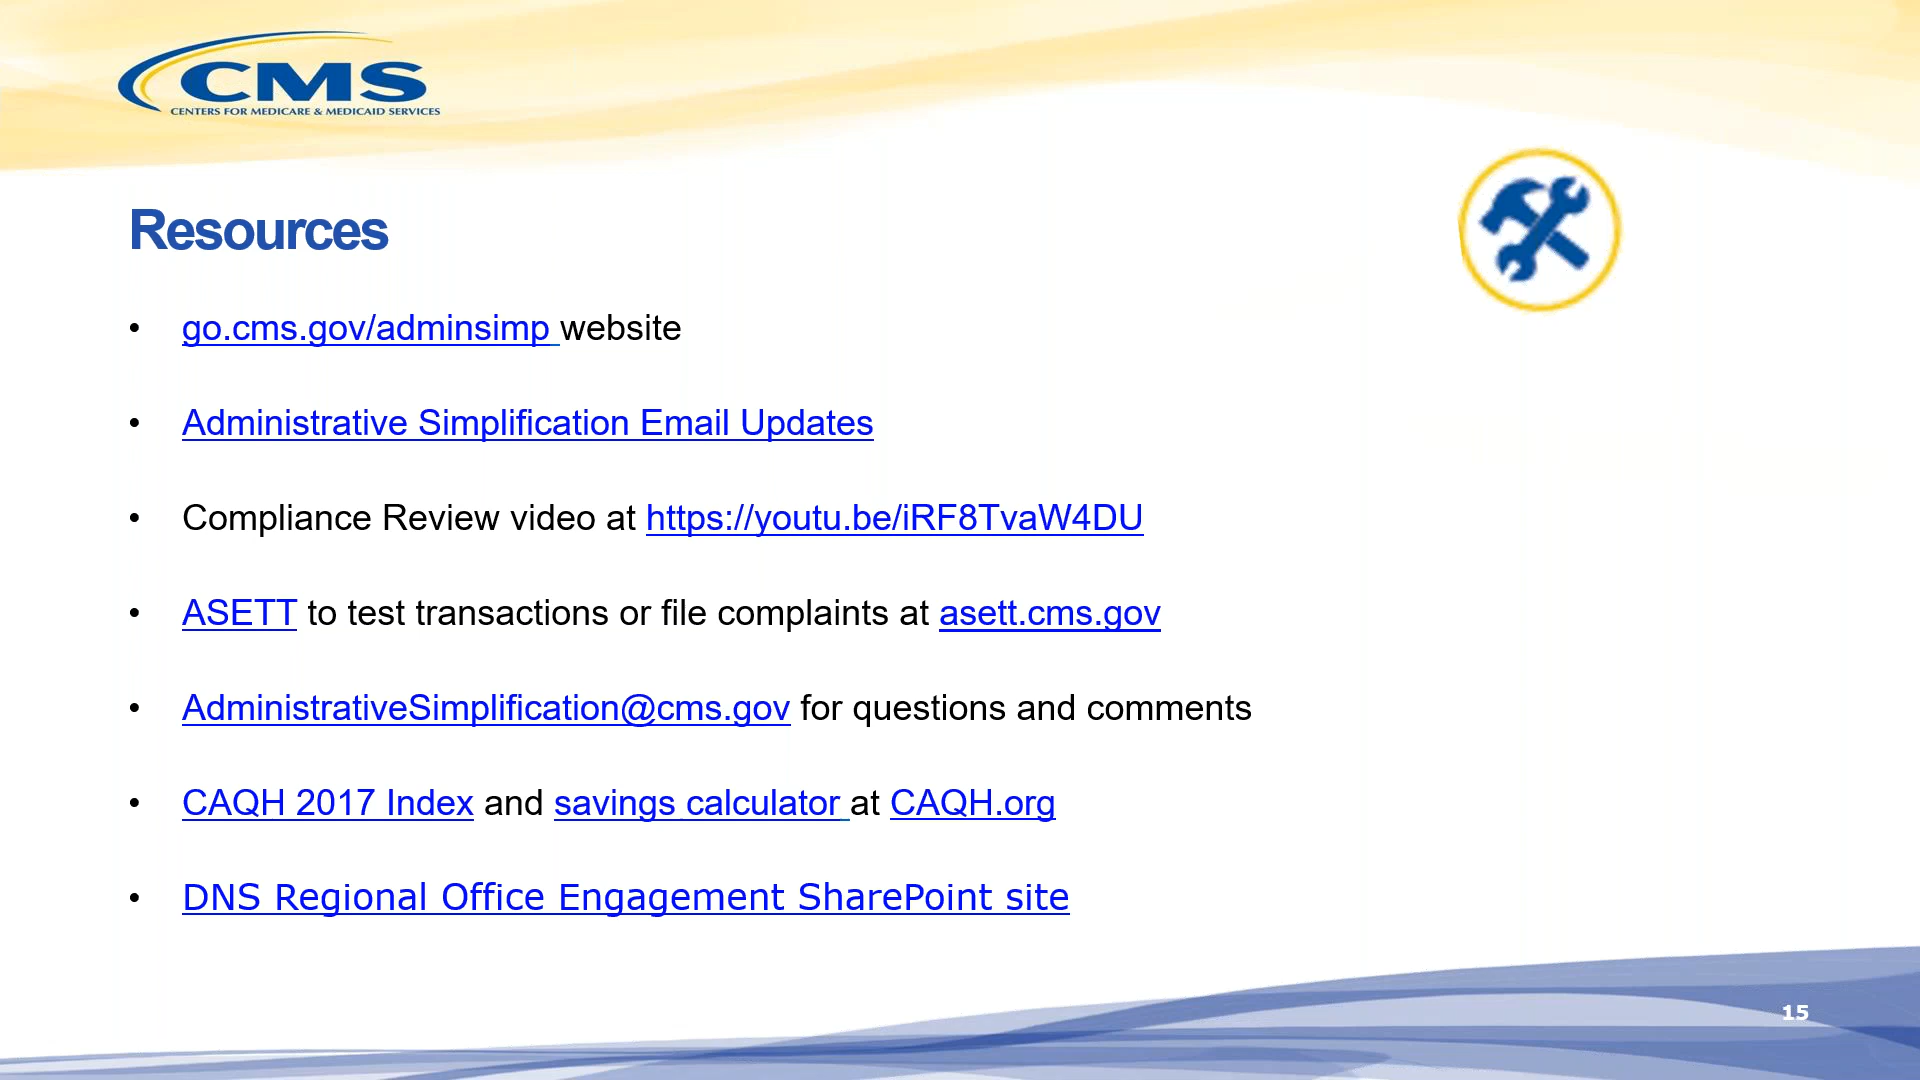 CMS
CENTERS FOR MEDICARE & MEDICAID SERVICES
Resources
• go.cms.gov/adminsimp website
• Administrative Simplification Email Updates
• Compliance Review video at https://youtu.be/iRF8TvaW4DU
• ASETT to test transactions or file complaints at asett.cms.gov
• AdministrativeSimplification@cms.gov for questions and comments
• CAQH 2017 Index and savings calculator at CAQH.org
• DNS Regional Office Engagement SharePoint site
15